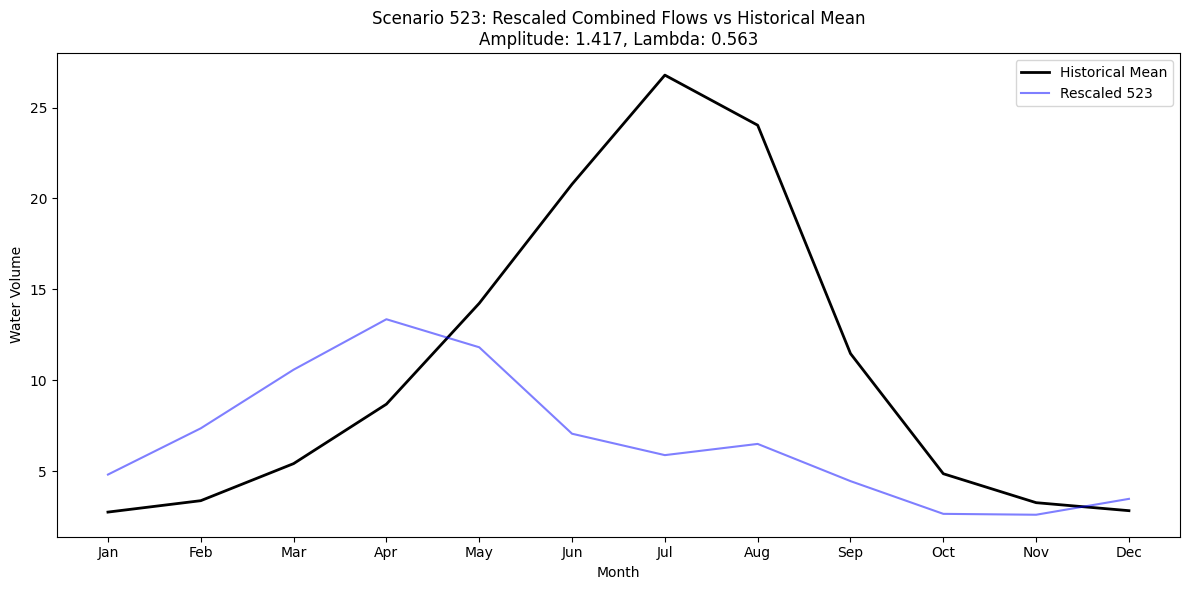 Scenario 523: Rescaled Combined Flows vs Historical Mean
Amplitude: 1.417, Lambda: 0.563
Historical Mean
Rescaled 523
Water Volume
25
20
15
10
5
Jan Feb Mar Apr May Jun Jul Aug Sep Oct Nov Dec
Month